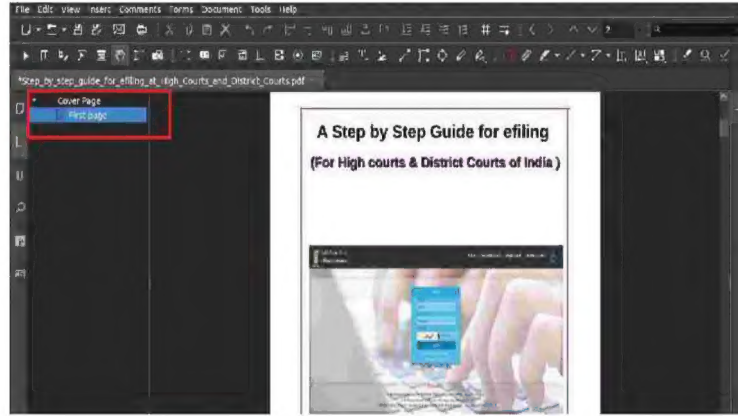 File Edit View Insert Comments Forms Document Tools Help
*Step_by_step_guide_for_efiling_at_High_Courts_and_District_Courts.pdf
Cover Page
First page
A Step by Step Guide for efiling
(For High courts & District Courts of India )